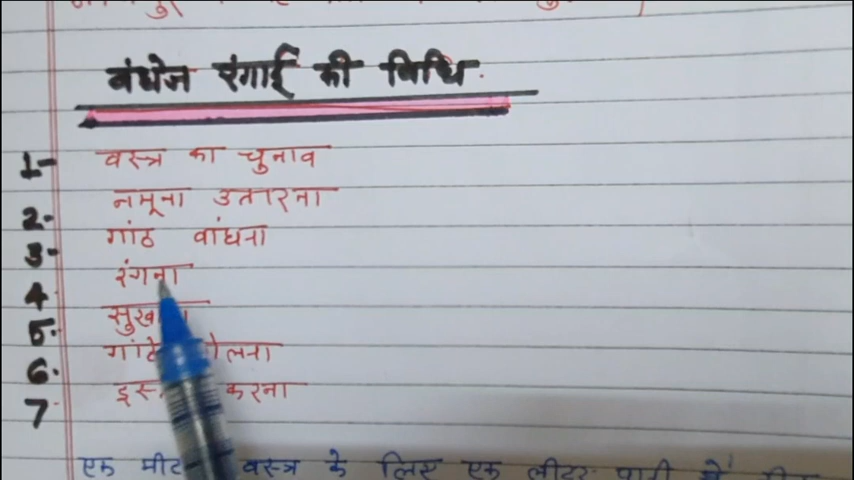 बंधेज रंगाई की विधि.
1- वस्त्र का चुनाव
2- नमूना उतारना
3- गांठ बांधना
4 रंगना
5.
6.
7 करना
एक वस्त्र के लिए एक लीटर पानी में